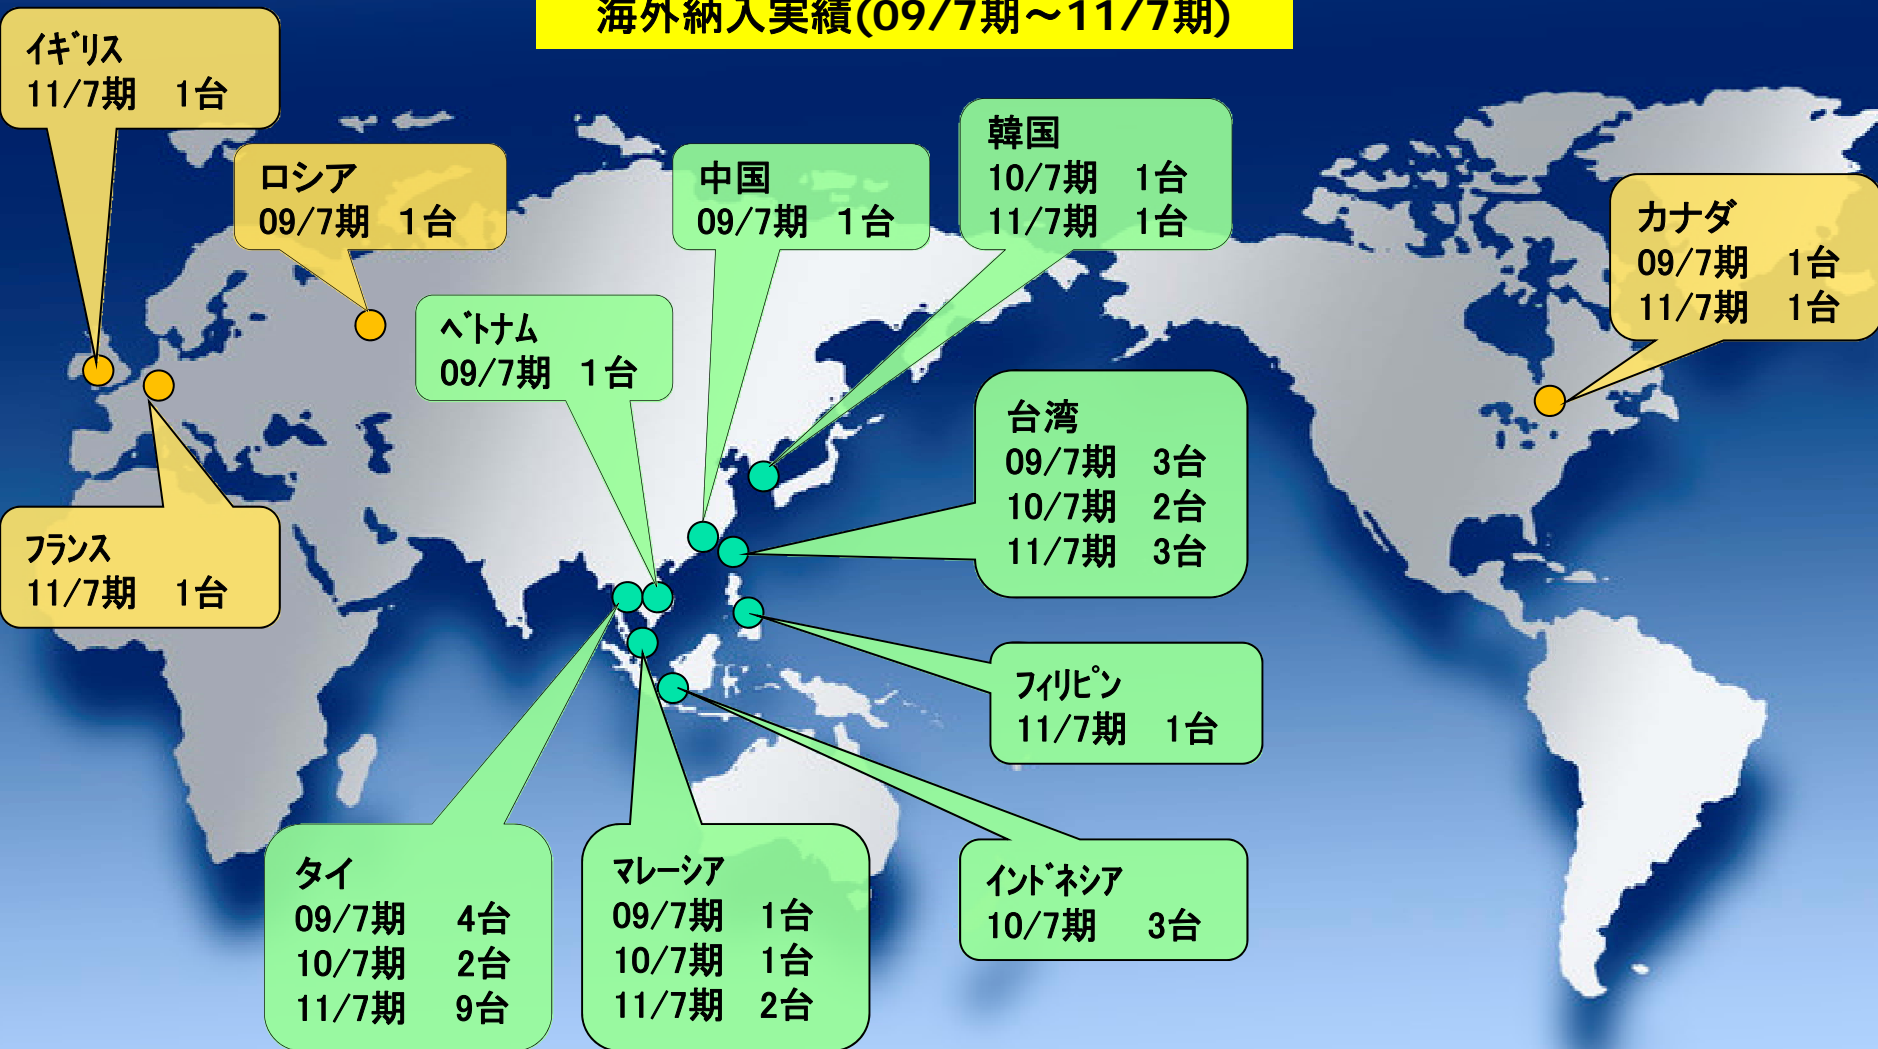 海外納入実績(09/7期～11/7期)
ｲｷﾞﾘｽ
11/7期 1台
ロシア
09/7期 1台
中国
09/7期 1台
韓国
10/7期 1台
11/7期 1台
カナダ
09/7期 1台
11/7期 1台
ﾍﾞﾄﾅﾑ
09/7期 1台
台湾
09/7期 3台
10/7期 2台
11/7期 3台
ﾌﾗﾝｽ
11/7期 1台
ﾌｨﾘﾋﾟﾝ
11/7期 1台
タイ
09/7期 4台
10/7期 2台
11/7期 9台
ﾏﾚｰｼｱ
09/7期 1台
10/7期 1台
11/7期 2台
ｲﾝﾄﾞﾈｼｱ
10/7期 3台